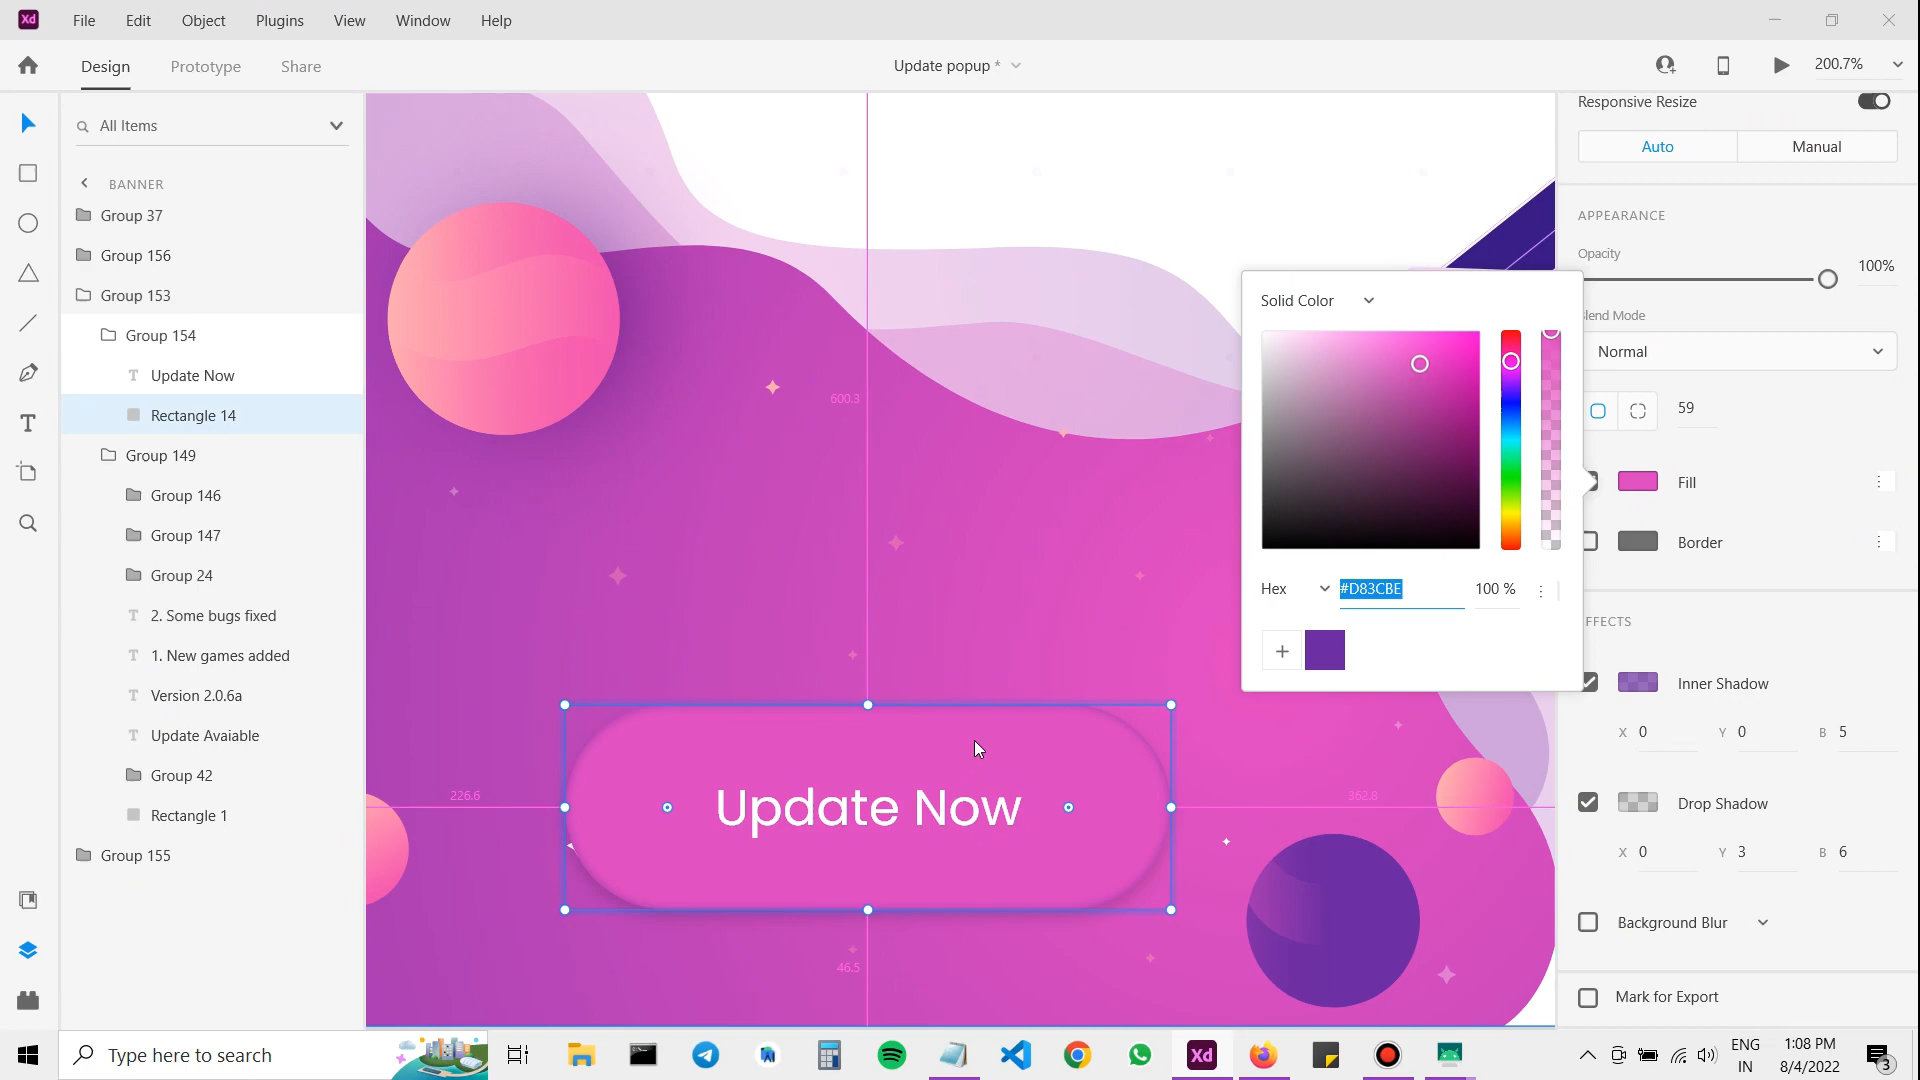 Xd File Edit Object Plugins View Window Help
Design Prototype Share
Update popup *
200.7%
All Items
BANNER
Group 37
Group 156
Group 153
Group 154
T Update Now
Rectangle 14
Group 149
Group 146
Group 147
Group 24
T 2. Some bugs fixed
T 1. New games added
T Version 2.0.6a
T Update Avaiable
Group 42
Rectangle 1
Group 155
600.3
226.6
362.8
46.5
Update Now
Solid Color
Hex #D83CBE 100 %
Responsive Resize
Auto Manual
APPEARANCE
Opacity
100%
lend Mode
Normal
59
Fill
Border
FFECTS
Inner Shadow
X 0 Y 0 B 5
Drop Shadow
X 0 Y 3 B 6
Background Blur
Mark for Export
Type here to search
Xd
ENG
IN
1:08 PM
8/4/2022
3